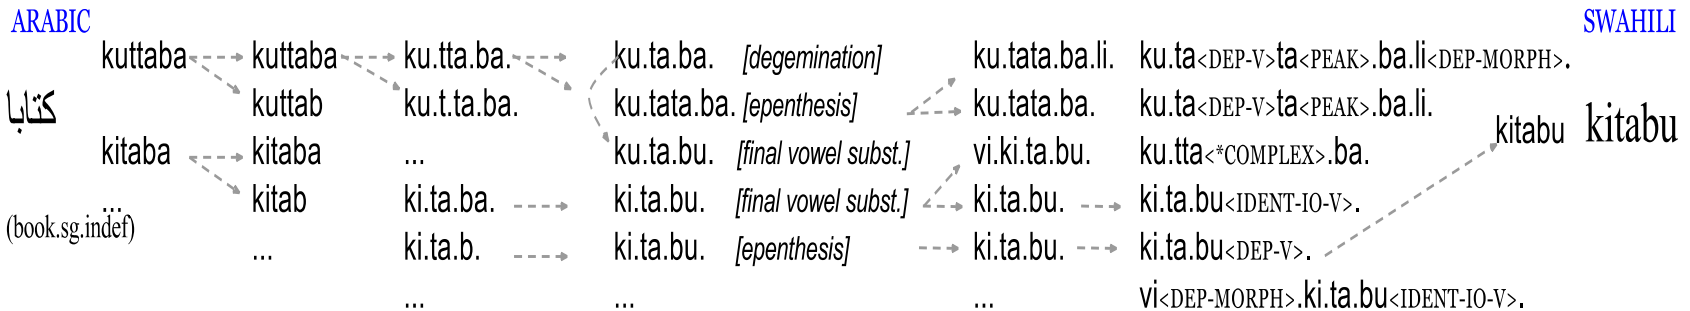 ARABIC SWAHILI
kuttaba kuttaba ku.tta.ba. ku.ta.ba. [degemination] ku.tata.ba.li. ku.ta<DEP-V>ta<PEAK>.ba.li<DEP-MORPH>.
كتابا kuttab ku.t.ta.ba. ku.tata.ba. [epenthesis] ku.tata.ba. ku.ta<DEP-V>ta<PEAK>.ba.li. kitabu kitabu
kitaba kitaba ... ku.ta.bu. [final vowel subst.] vi.ki.ta.bu. ku.tta<*COMPLEX>.ba.
... kitab ki.ta.ba. ki.ta.bu. [final vowel subst.] ki.ta.bu. ki.ta.bu<IDENT-IO-V>.
(book.sg.indef) ... ki.ta.b. ki.ta.bu. [epenthesis] ki.ta.bu. ki.ta.bu<DEP-V>.
... ... ... vi<DEP-MORPH>.ki.ta.bu<IDENT-IO-V>.